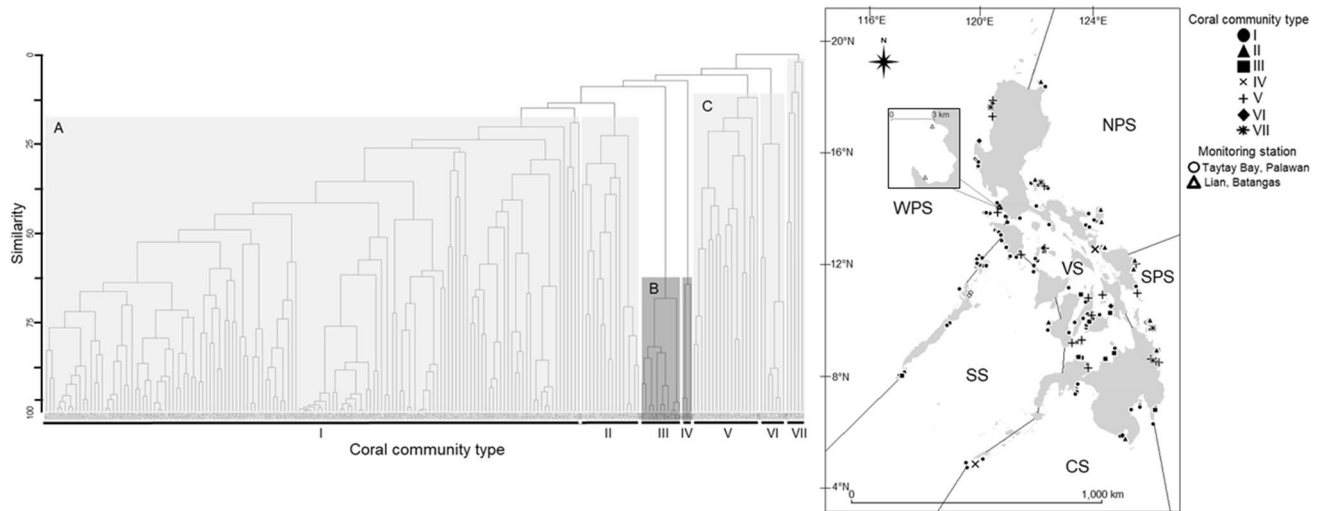 A
B
C
0
25
50
75
100
Similarity
I
II
III
IV
V
VI
VII
Coral community type
116°E
120°E
124°E
20°N
16°N
12°N
8°N
4°N
N
0 3 km
NPS
WPS
VS
SPS
SS
CS
0 1,000 km
Coral community type
I
II
III
IV
V
VI
VII
Monitoring station
Taytay Bay, Palawan
Lian, Batangas